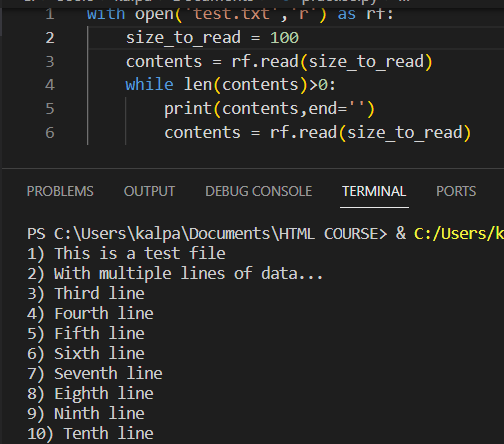 1 with open('test.txt','r') as rf:
2 size_to_read = 100
3 contents = rf.read(size_to_read)
4 while len(contents)>0:
5 print(contents,end='')
6 contents = rf.read(size_to_read)
PROBLEMS OUTPUT DEBUG CONSOLE TERMINAL PORTS
PS C:\Users\kalpa\Documents\HTML COURSE> & C:/Users/k
1) This is a test file
2) With multiple lines of data...
3) Third line
4) Fourth line
5) Fifth line
6) Sixth line
7) Seventh line
8) Eighth line
9) Ninth line
10) Tenth line